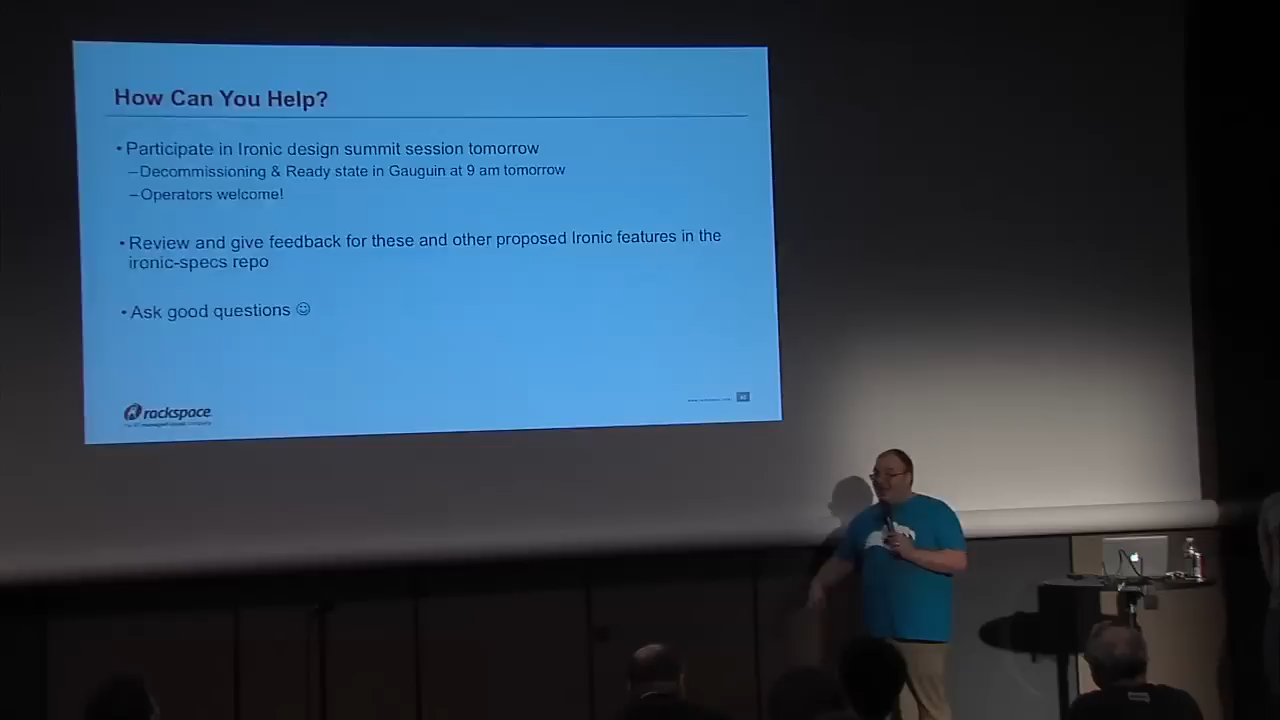 How Can You Help?
• Participate in Ironic design summit session tomorrow
–Decommissioning & Ready state in Gauguin at 9 am tomorrow
–Operators welcome!
• Review and give feedback for these and other proposed Ironic features in the
ironic-specs repo
• Ask good questions ☺
rackspace